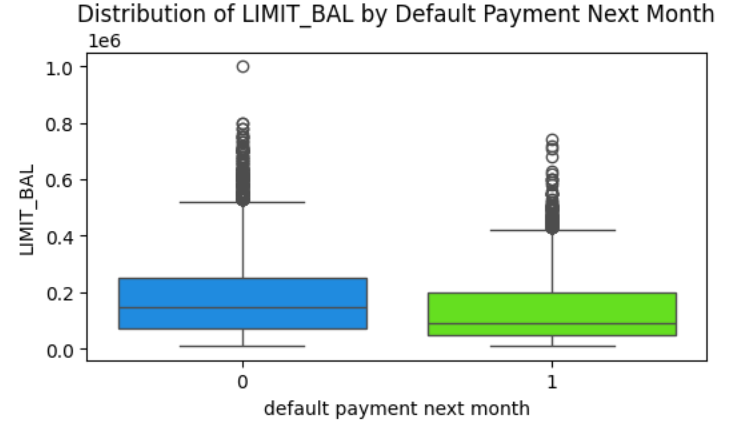 Distribution of LIMIT_BAL by Default Payment Next Month
1e6
1.0
0.8
0.6
0.4
0.2
0.0
LIMIT_BAL
0
1
default payment next month